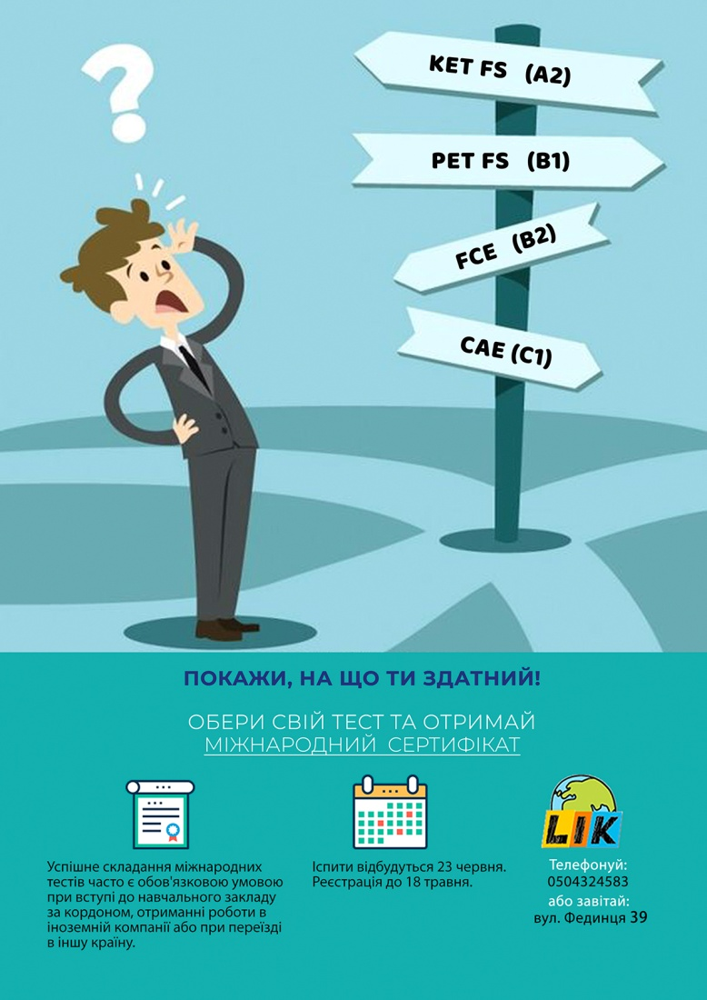 ?
KET FS (A2)
PET FS (B1)
FCE (B2)
CAE (C1)
ПОКАЖИ, НА ЩО ТИ ЗДАТНИЙ!
ОБЕРИ СВІЙ ТЕСТ ТА ОТРИМАЙ
МІЖНАРОДНИЙ СЕРТИФІКАТ
Успішне складання міжнародних
тестів часто є обов'язковою умовою
при вступі до навчального закладу
за кордоном, отриманні роботи в
іноземній компанії або при переїзді
в іншу країну.
Іспити відбудуться 23 червня.
Реєстрація до 18 травня.
LIK
Телефонуй:
0504324583
або завітай:
вул. Фединця 39